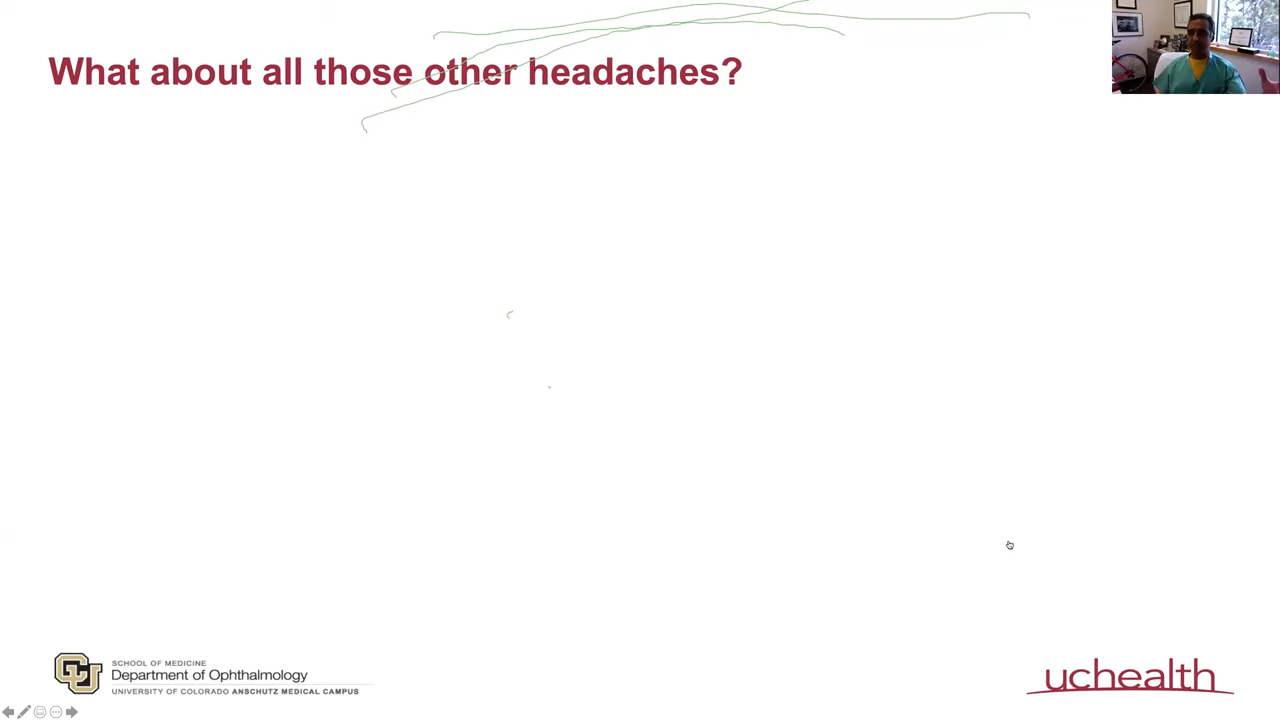 What about all those other headaches?
SCHOOL OF MEDICINE
Department of Ophthalmology
UNIVERSITY OF COLORADO ANSCHUTZ MEDICAL CAMPUS
uchealth